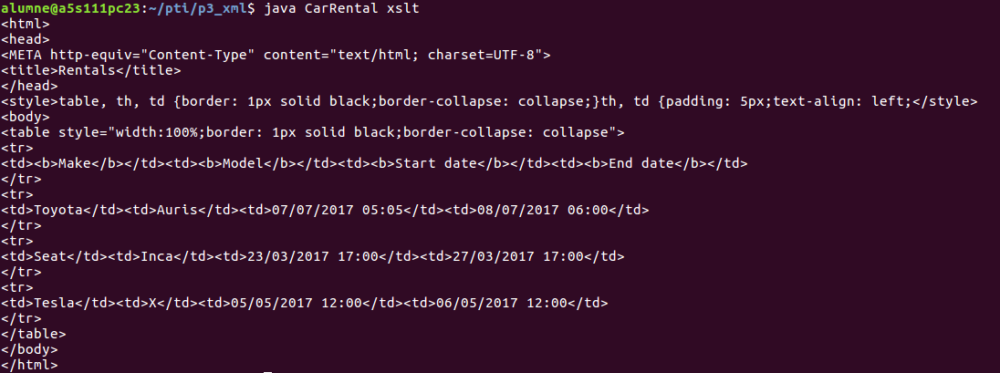 alumne@a5s111pc23:~/pti/p3_xml$ java CarRental xslt
<html>
<head>
<META http-equiv="Content-Type" content="text/html; charset=UTF-8">
<title>Rentals</title>
</head>
<style>table, th, td {border: 1px solid black;border-collapse: collapse;}th, td {padding: 5px;text-align: left;</style>
<body>
<table style="width:100%;border: 1px solid black;border-collapse: collapse">
<tr>
<td><b>Make</b></td><td><b>Model</b></td><td><b>Start date</b></td><td><b>End date</b></td>
</tr>
<tr>
<td>Toyota</td><td>Auris</td><td>07/07/2017 05:05</td><td>08/07/2017 06:00</td>
</tr>
<tr>
<td>Seat</td><td>Inca</td><td>23/03/2017 17:00</td><td>27/03/2017 17:00</td>
</tr>
<tr>
<td>Tesla</td><td>X</td><td>05/05/2017 12:00</td><td>06/05/2017 12:00</td>
</tr>
</table>
</body>
</html>